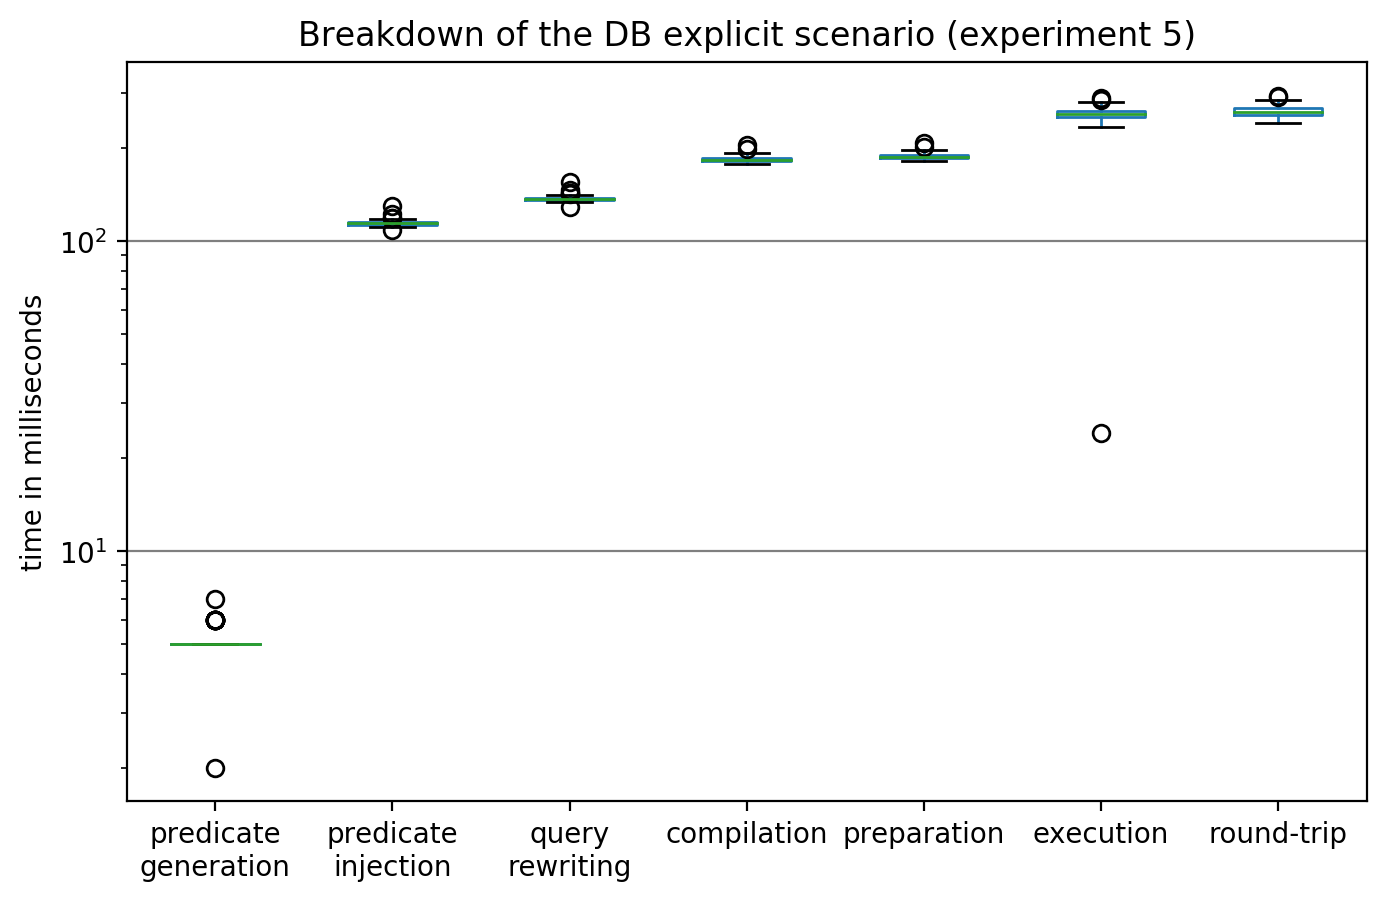 Breakdown of the DB explicit scenario (experiment 5)
time in milliseconds
10²
10¹
predicate
generation
predicate
injection
query
rewriting
compilation
preparation
execution
round-trip